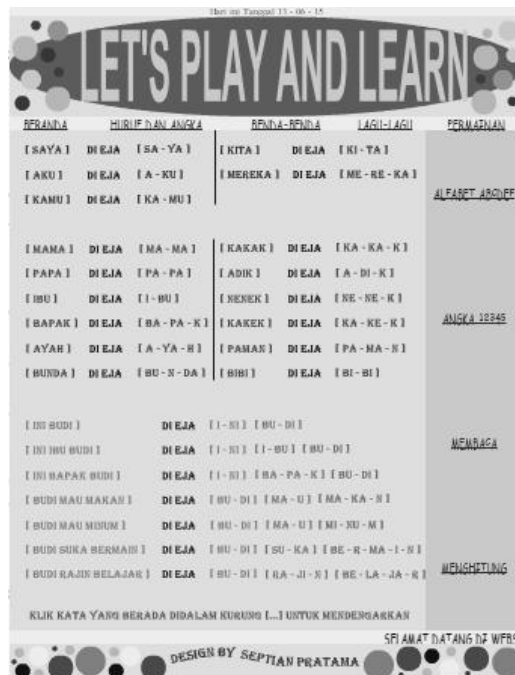 Hari ini Tanggal 13 - 06 - 15
LET'S PLAY AND LEARN
BERANDA HURUF DAN ANGKA BENDA-BENDA LAGU-LAGU PERMAINAN
[ SAYA ] DI EJA [ SA - YA ] [ KITA ] DI EJA [ KI - TA ]
[ AKU ] DI EJA [ A - KU ] [ MEREKA ] DI EJA [ ME - RE - KA ]
[ KAMU ] DI EJA [ KA - MU ]
ALFABET ABCDEF
[ MAMA ] DI EJA [ MA - MA ] [ KAKAK ] DI EJA [ KA - KA - K ]
[ PAPA ] DI EJA [ PA - PA ] [ ADIK ] DI EJA [ A - DI - K ]
[ IBU ] DI EJA [ I - BU ] [ NENEK ] DI EJA [ NE - NE - K ]
[ BAPAK ] DI EJA [ BA - PA - K ] [ KAKEK ] DI EJA [ KA - KE - K ]
ANGKA 12345
[ AYAH ] DI EJA [ A - YA - H ] [ PAMAN ] DI EJA [ PA - MA - N ]
[ BUNDA ] DI EJA [ BU - N - DA ] [ BIBI ] DI EJA [ BI - BI ]
[ INI BUDI ] DI EJA [ I - NI ] [ BU - DI ]
[ INI IBU BUDI ] DI EJA [ I - NI ] [ I - BU ] [ BU - DI ]
MEMBACA
[ INI BAPAK BUDI ] DI EJA [ I - NI ] [ BA - PA - K ] [ BU - DI ]
[ BUDI MAU MAKAN ] DI EJA [ BU - DI ] [ MA - U ] [ MA - KA - N ]
[ BUDI MAU MINUM ] DI EJA [ BU - DI ] [ MA - U ] [ MI - NU - M ]
[ BUDI SUKA BERMAIN ] DI EJA [ BU - DI ] [ SU - KA ] [ BE - R - MA - I - N ]
[ BUDI RAJIN BELAJAR ] DI EJA [ BU - DI ] [ RA - JI - N ] [ BE - LA - JA - R ]
MENGHITUNG
KLIK KATA YANG BERADA DIDALAM KURUNG [...] UNTUK MENDENGARKAN
SELAMAT DATANG DI WEBS
DESIGN BY SEPTIAN PRATAMA